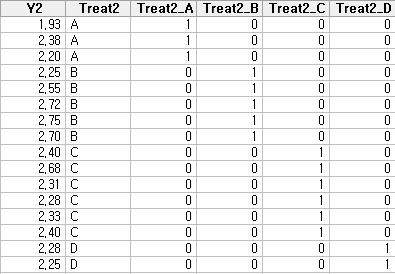 Y2 Treat2 Treat2_A Treat2_B Treat2_C Treat2_D
1,93 A 1 0 0 0
2,38 A 1 0 0 0
2,20 A 1 0 0 0
2,25 B 0 1 0 0
2,55 B 0 1 0 0
2,72 B 0 1 0 0
2,75 B 0 1 0 0
2,70 B 0 1 0 0
2,40 C 0 0 1 0
2,68 C 0 0 1 0
2,31 C 0 0 1 0
2,28 C 0 0 1 0
2,33 C 0 0 1 0
2,40 C 0 0 1 0
2,28 D 0 0 0 1
2,25 D 0 0 0 1